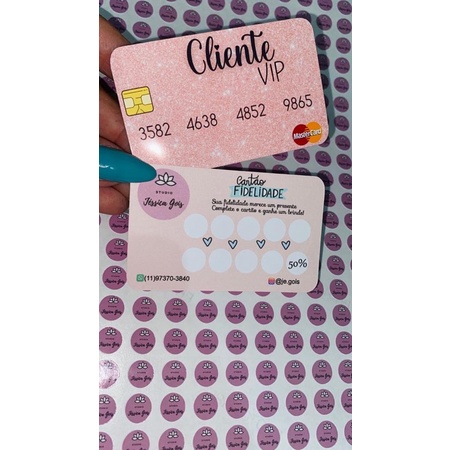 Cliente
VIP
3582 4638 4852 9865
MasterCard
STUDIO
Jéssica Gois
Cartão
FIDELIDADE
Sua fidelidade merece um presente
Complete o cartão e ganhe um brinde!
50%
(11)97370-3840
@je.gois